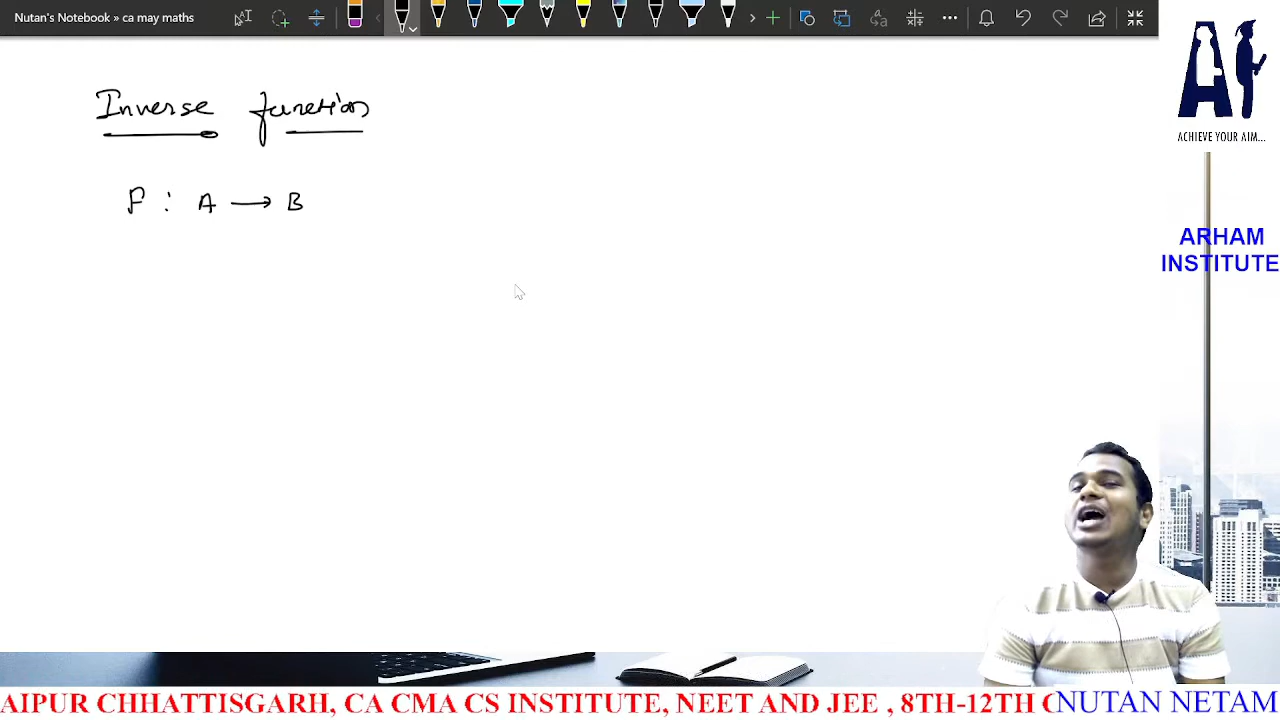 Nutan's Notebook » ca may maths
Inverse function
F : A → B
ACHIEVE YOUR AIM...
ARHAM
INSTITUTE
AIPUR CHHATTISGARH, CA CMA CS INSTITUTE, NEET AND JEE , 8TH-12TH
NUTAN NETAM